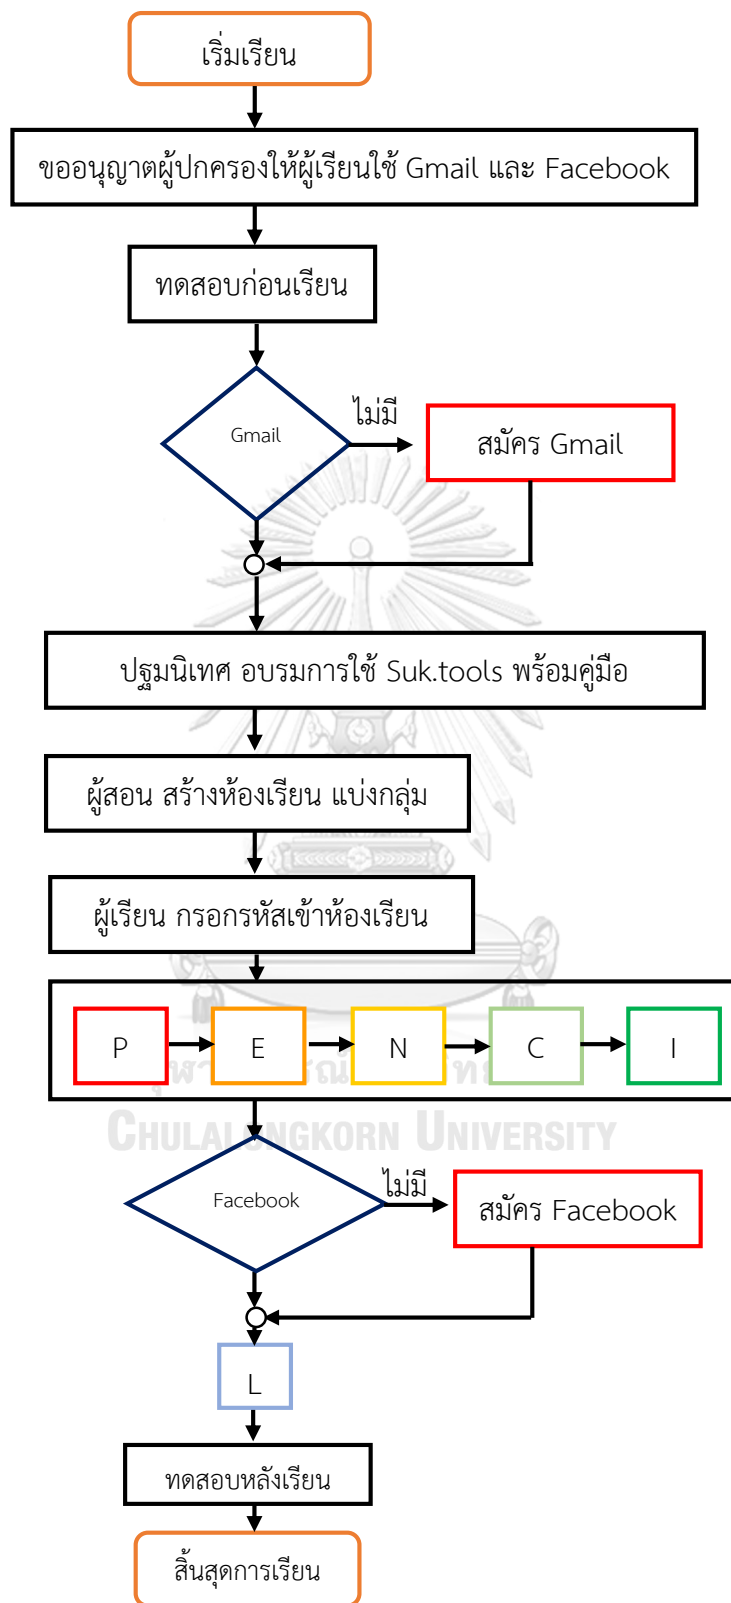 เริ่มเรียน
ขออนุญาตผู้ปกครองให้ผู้เรียนใช้ Gmail และ Facebook
ทดสอบก่อนเรียน
Gmail
ไม่มี
สมัคร Gmail
ปฐมนิเทศ อบรมการใช้ Suk.tools พร้อมคู่มือ
ผู้สอน สร้างห้องเรียน แบ่งกลุ่ม
ผู้เรียน กรอกรหัสเข้าห้องเรียน
P E N C I
CHULALONGKORN UNIVERSITY
Facebook
ไม่มี
สมัคร Facebook
L
ทดสอบหลังเรียน
สิ้นสุดการเรียน